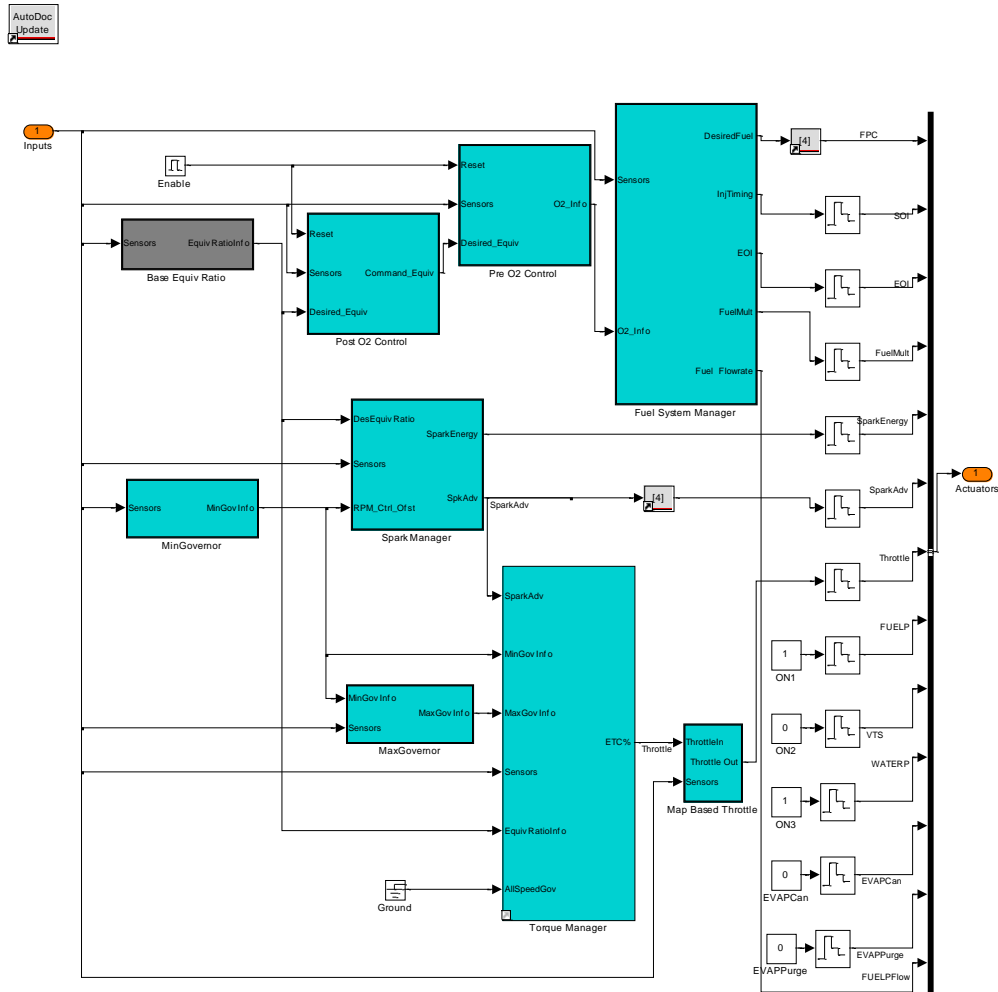 AutoDoc
Update
1
Inputs
Enable
Sensors
EquivRatioInfo
Base Equiv Ratio
Reset
Sensors
Desired_Equiv
Command_Equiv
Post O2 Control
Reset
Sensors
Desired_Equiv
O2_Info
Pre O2 Control
Sensors
O2_Info
DesiredFuel
InjTiming
EOI
FuelMult
Fuel Flowrate
Fuel System Manager
[4]
FPC
SOI
EOI
FuelMult
SparkEnergy
SparkAdv
Throttle
FUELP
VTS
WATERP
EVAPCan
EVAPPurge
FUELPFlow
1
Actuators
DesEquivRatio
Sensors
RPM_Ctrl_Ofst
SparkEnergy
SpkAdv
Spark Manager
SparkAdv
[4]
Sensors
MinGovInfo
MinGovernor
MinGovInfo
Sensors
MaxGovInfo
MaxGovernor
SparkAdv
MinGovInfo
MaxGovInfo
Sensors
EquivRatioInfo
AllSpeedGov
ETC%
Torque Manager
Ground
Throttle
ThrottleIn
Throttle Out
Sensors
Map Based Throttle
1
ON1
0
ON2
1
ON3
0
EVAPCan
0
EVAPPurge